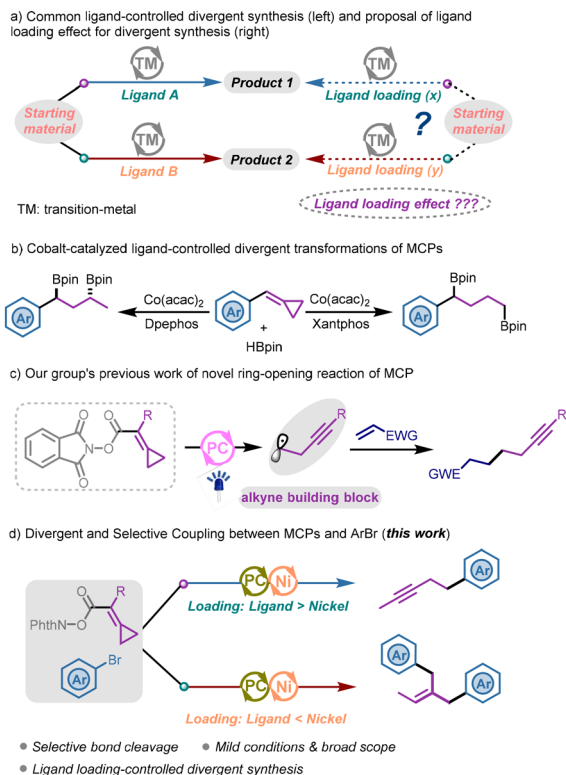 a) Common ligand-controlled divergent synthesis (left) and proposal of ligand
loading effect for divergent synthesis (right)
TM TM
Ligand A Product 1 Ligand loading (x)
Starting
material
?
Starting
material
TM TM
Ligand B Product 2 Ligand loading (y)
TM: transition-metal
Ligand loading effect ???
b) Cobalt-catalyzed ligand-controlled divergent transformations of MCPs
Bpin Bpin
Ar
Co(acac)2
Dpephos
Ar
+
HBpin
Co(acac)2
Xantphos
Bpin
Ar
Bpin
c) Our group's previous work of novel ring-opening reaction of MCP
O
N
O
O
O
R
PC
R
alkyne building block
EWG
GWE
R
d) Divergent and Selective Coupling between MCPs and ArBr (this work)
O
R
PhthN
O
Br
Ar
PC Ni
Loading: Ligand > Nickel
Ar
PC Ni
Loading: Ligand < Nickel
Ar
Ar
Selective bond cleavage
Mild conditions & broad scope
Ligand loading-controlled divergent synthesis